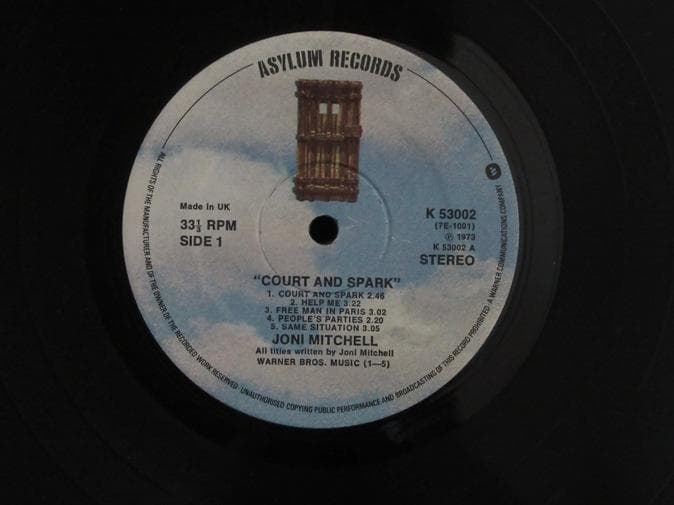 ASYLUM RECORDS
Made in UK
33⅓ RPM
SIDE 1
K 53002
(7E-1001)
℗ 1973
K 53002 A
STEREO
"COURT AND SPARK"
1. COURT AND SPARK 2.46
2. HELP ME 3.22
3. FREE MAN IN PARIS 3.02
4. PEOPLE'S PARTIES 2.20
5. SAME SITUATION 3.05
JONI MITCHELL
All titles written by Joni Mitchell
WARNER BROS. MUSIC (1—5)
ALL RIGHTS OF THE MANUFACTURER AND OF THE OWNER OF THE RECORDED WORK RESERVED. UNAUTHORISED COPYING PUBLIC PERFORMANCE AND BROADCASTING OF THIS RECORD PROHIBITED. A WARNER COMMUNICATIONS COMPANY